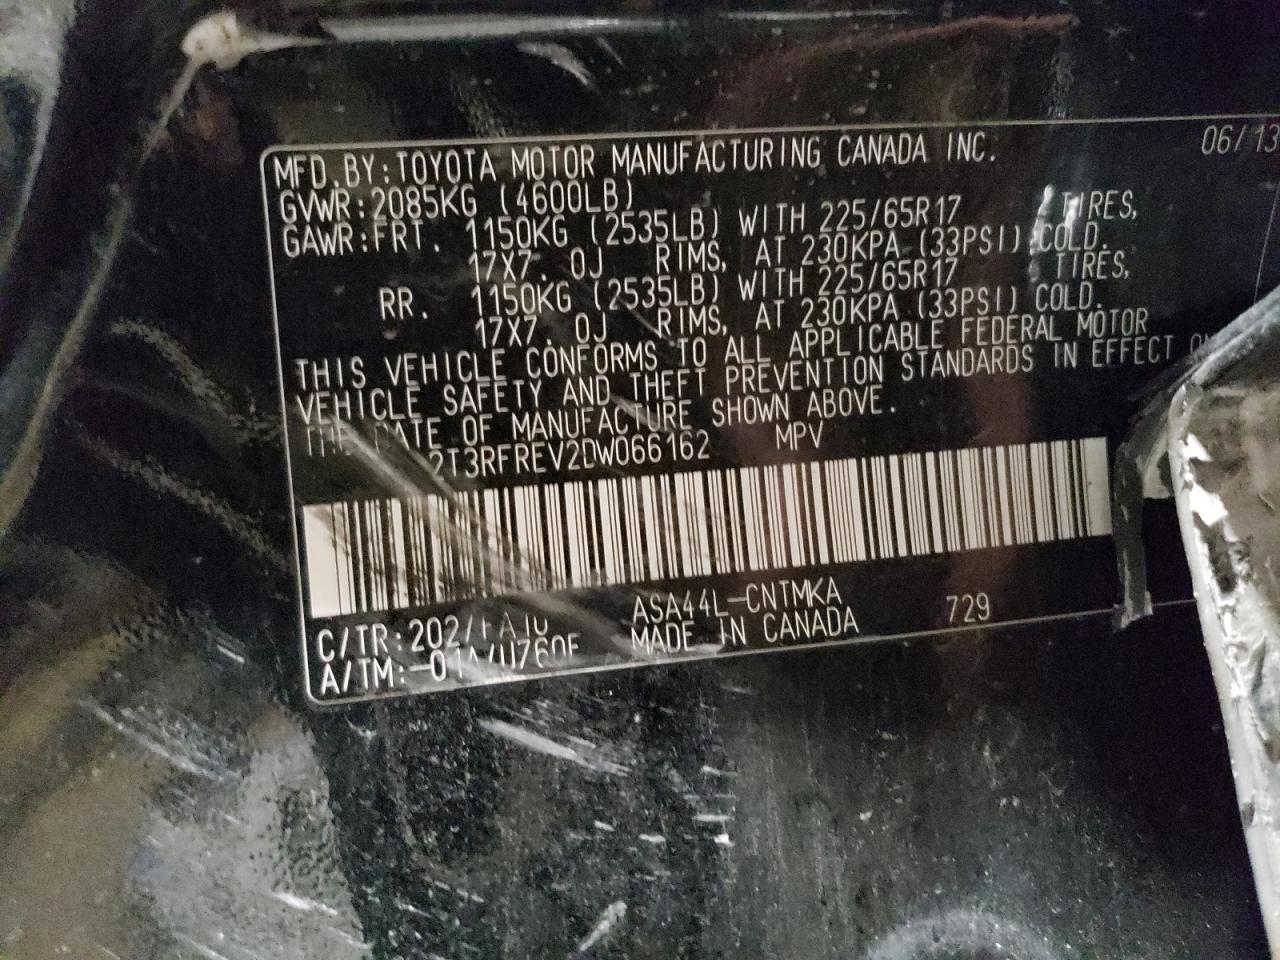 MFD. BY: TOYOTA MOTOR MANUFACTURING CANADA INC. 06/13
GVWR: 2085KG (4600LB)
GAWR: FRT. 1150KG (2535LB) WITH 225/65R17 TIRES,
17X7.0J RIMS, AT 230KPA (33PSI) COLD.
RR. 1150KG (2535LB) WITH 225/65R17 TIRES,
17X7.0J RIMS, AT 230KPA (33PSI) COLD.
THIS VEHICLE CONFORMS TO ALL APPLICABLE FEDERAL MOTOR
VEHICLE SAFETY AND THEFT PREVENTION STANDARDS IN EFFECT
THE DATE OF MANUFACTURE SHOWN ABOVE.
2T3RFREV2DW066162 MPV
C/TR: ASA44L-CNTMKA 729
A/TM: MADE IN CANADA